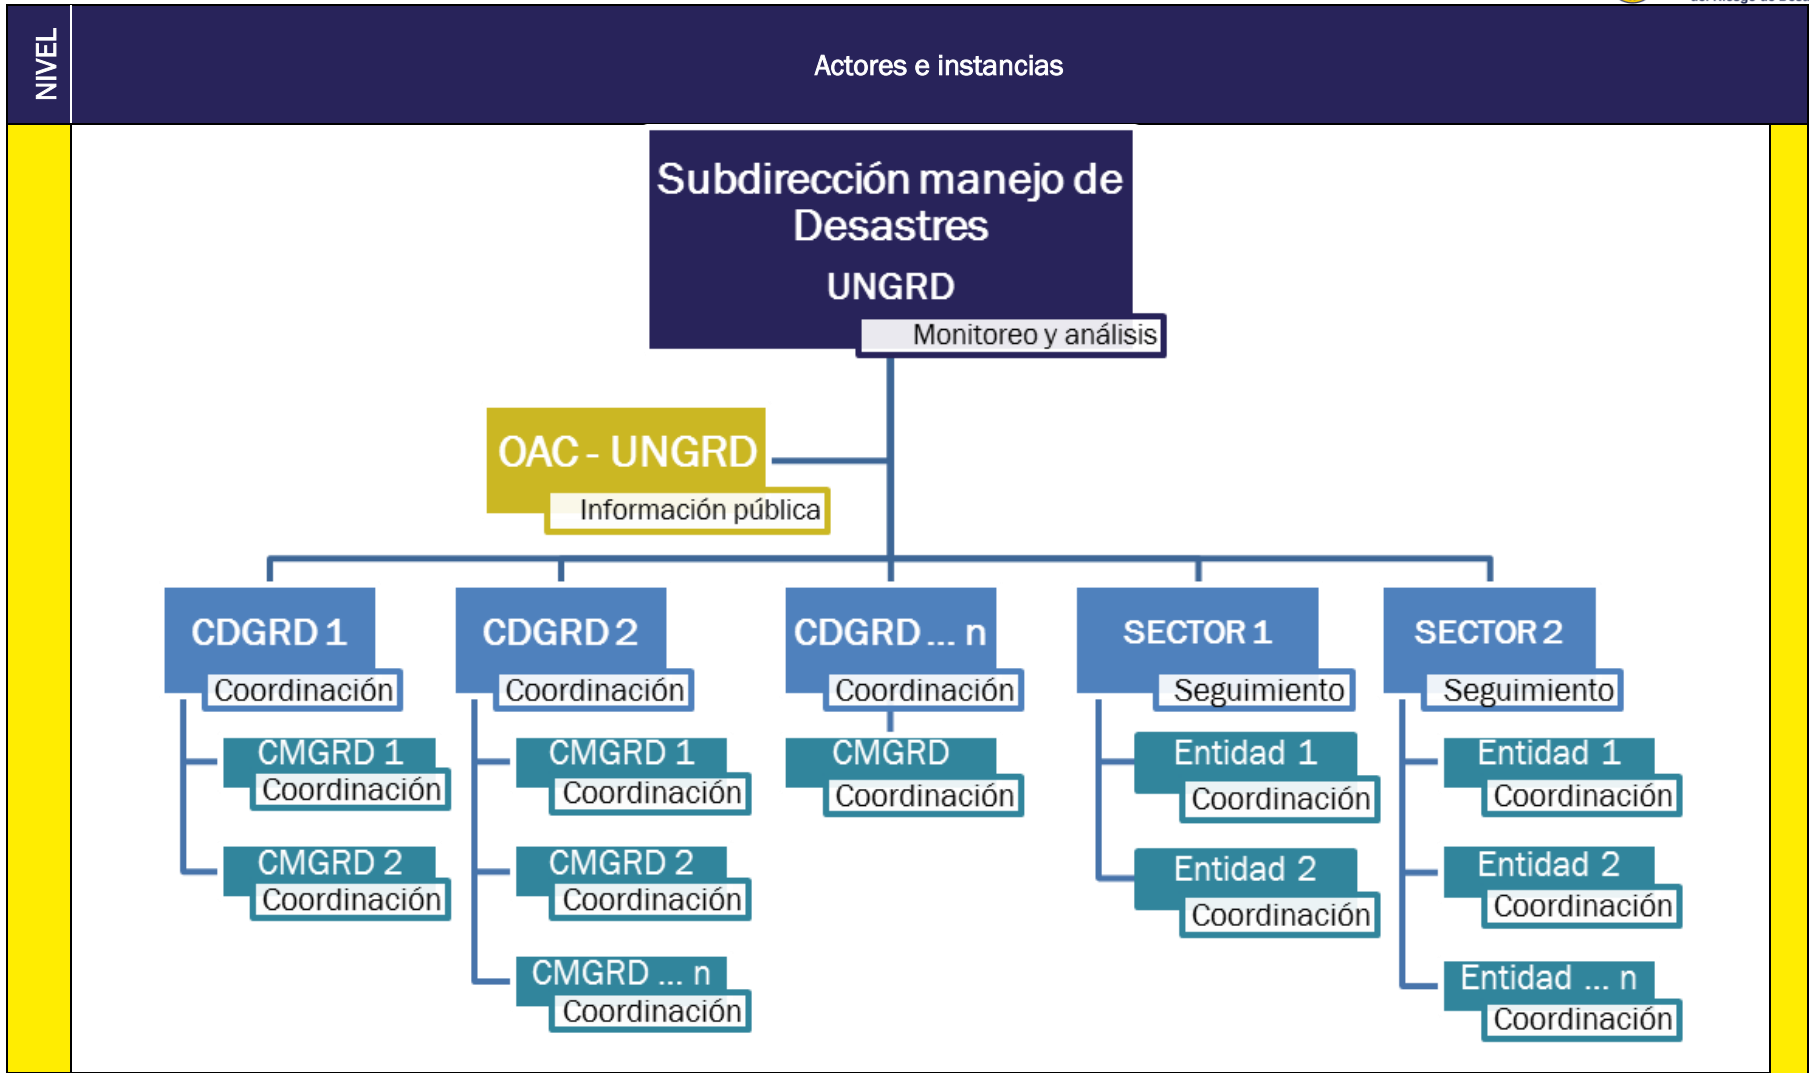 NIVEL
Actores e instancias
Subdirección manejo de
Desastres
UNGRD
Monitoreo y análisis
OAC - UNGRD
Información pública
CDGRD 1
Coordinación
CDGRD 2
Coordinación
CDGRD ... n
Coordinación
SECTOR 1
Seguimiento
SECTOR 2
Seguimiento
CMGRD 1
Coordinación
CMGRD 2
Coordinación
CMGRD 1
Coordinación
CMGRD 2
Coordinación
CMGRD ... n
Coordinación
CMGRD
Coordinación
Entidad 1
Coordinación
Entidad 2
Coordinación
Entidad 1
Coordinación
Entidad 2
Coordinación
Entidad ... n
Coordinación